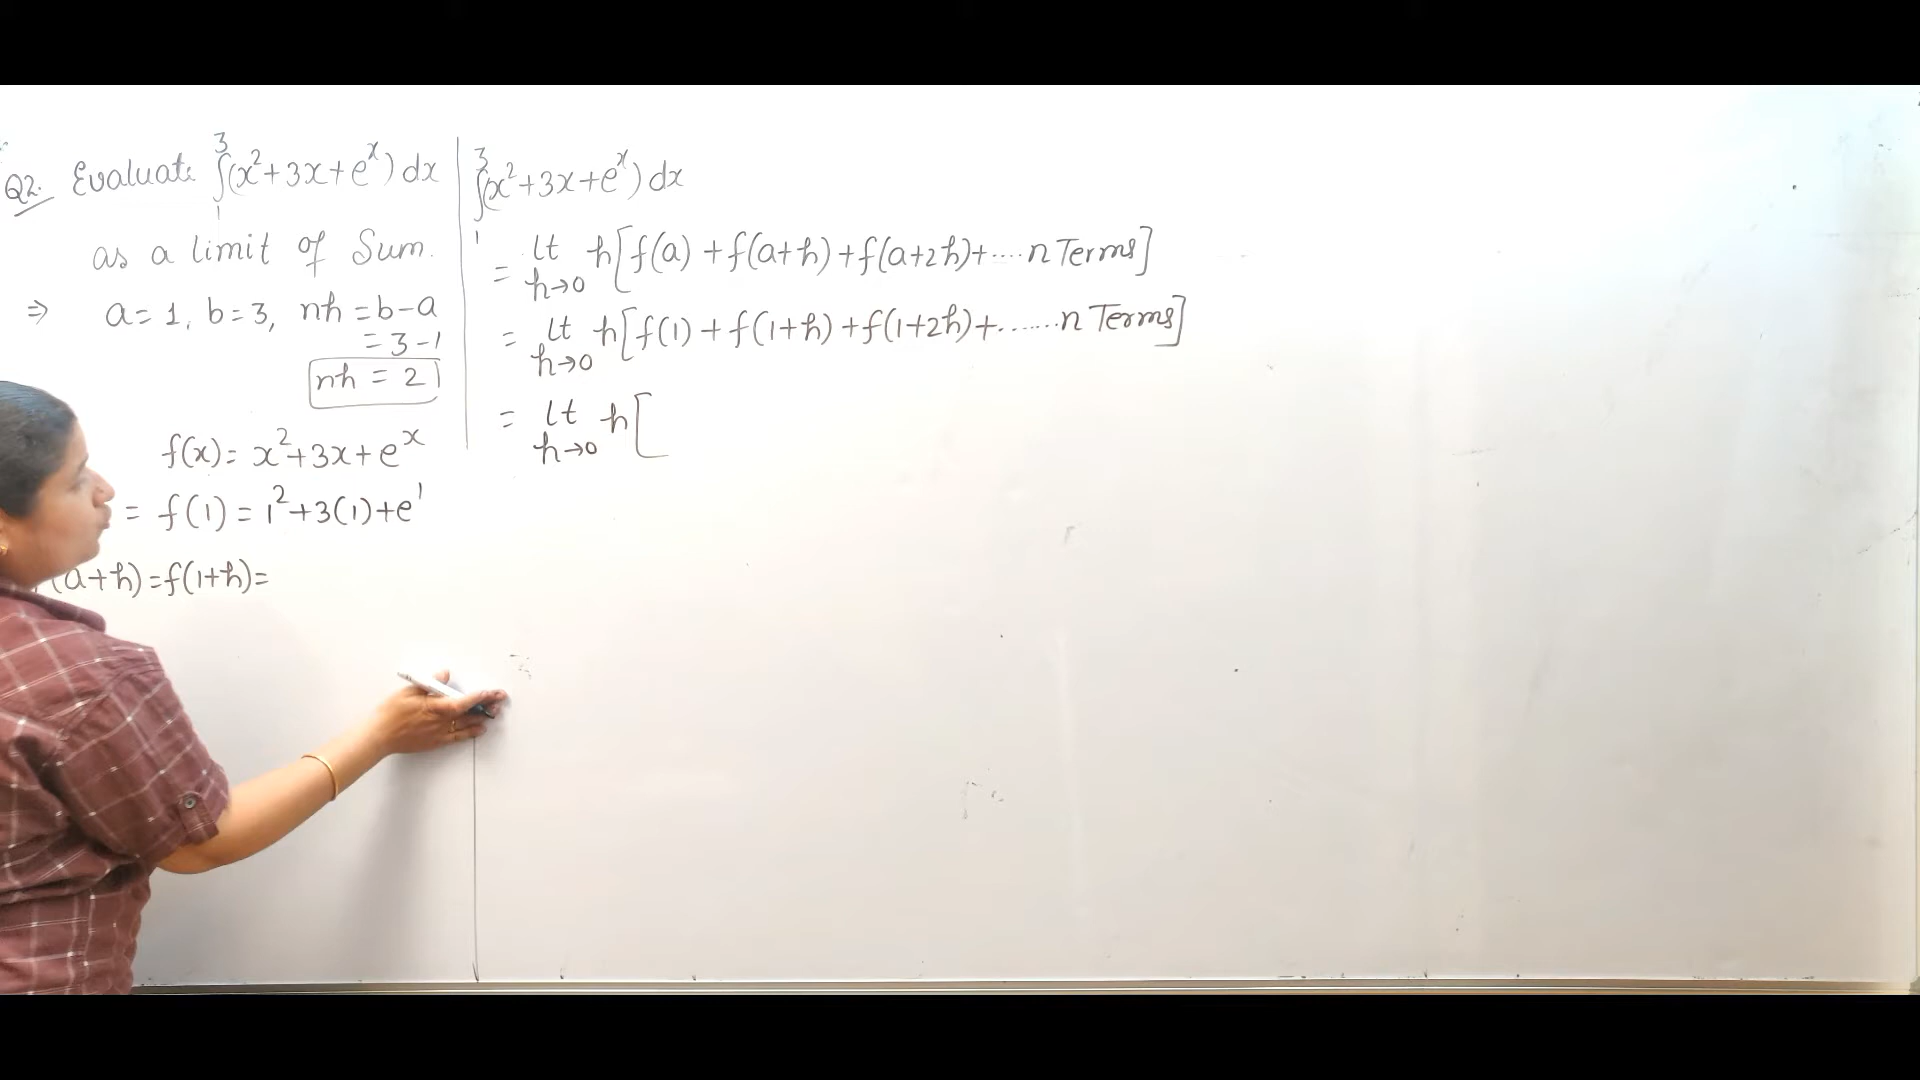 Q2. Evaluate ∫₁³(x²+3x+eˣ)dx
as a limit of Sum.
⇒ a=1, b=3, nh=b-a
=3-1
nh=2
f(x)=x²+3x+eˣ
= f(1)=1²+3(1)+e¹
(a+h)=f(1+h)=
∫₁³(x²+3x+eˣ)dx
= lt h→0 h[f(a)+f(a+h)+f(a+2h)+....n Terms]
= lt h→0 h[f(1)+f(1+h)+f(1+2h)+......n Terms]
= lt h→0 h[